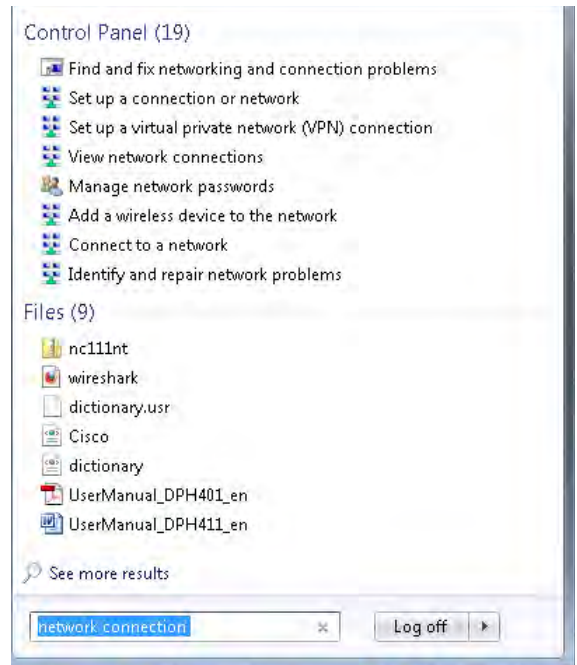 Control Panel (19)
Find and fix networking and connection problems
Set up a connection or network
Set up a virtual private network (VPN) connection
View network connections
Manage network passwords
Add a wireless device to the network
Connect to a network
Identify and repair network problems
Files (9)
nc111nt
wireshark
dictionary.usr
Cisco
dictionary
UserManual_DPH401_en
UserManual_DPH411_en
See more results
network connection
Log off